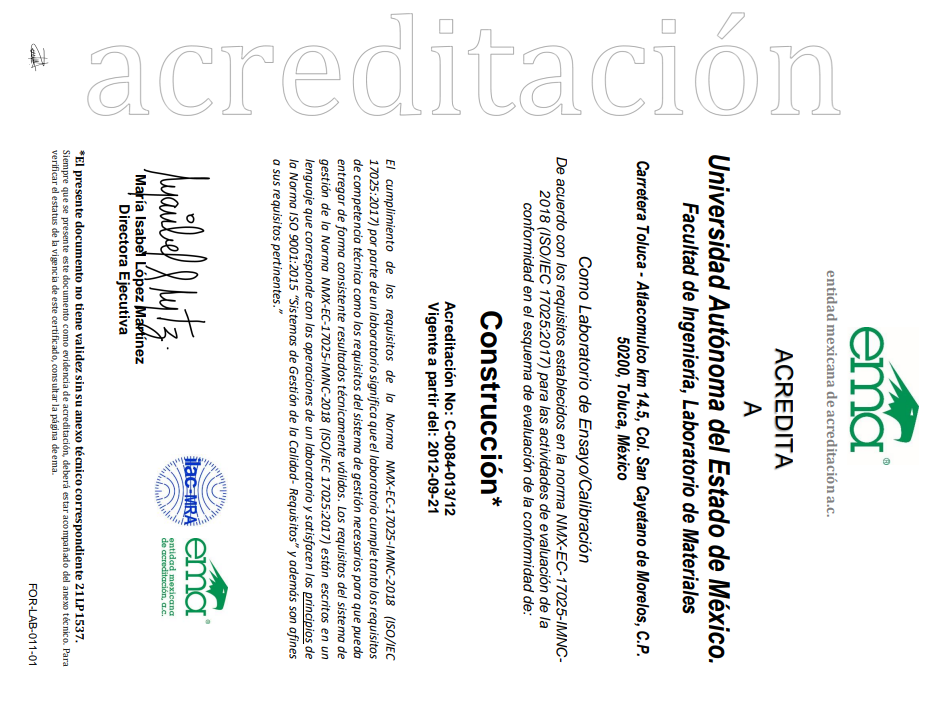 acreditación
ema®
entidad mexicana de acreditación a.c.
ACREDITA
A
Universidad Autónoma del Estado de México.
Facultad de Ingeniería, Laboratorio de Materiales
Carretera Toluca - Atlacomulco km 14.5, Col. San Cayetano de Morelos, C.P.
50200, Toluca, México
Como Laboratorio de Ensayo/Calibración
De acuerdo con los requisitos establecidos en la norma NMX-EC-17025-IMNC-
2018 (ISO/IEC 17025:2017) para las actividades de evaluación de la
conformidad en el esquema de evaluación de la conformidad de:
Construcción*
Acreditación No: C-0084-013/12
Vigente a partir del: 2012-09-21
El cumplimiento de los requisitos de la Norma NMX-EC-17025-IMNC-2018 (ISO/IEC
17025:2017) por parte de un laboratorio significa que el laboratorio cumple tanto los requisitos
de competencia técnica como los requisitos del sistema de gestión necesarios para que pueda
entregar de forma consistente resultados técnicamente válidos. Los requisitos del sistema de
gestión de la Norma NMX-EC-17025-IMNC-2018 (ISO/IEC 17025:2017) están escritos en un
lenguaje que corresponde con las operaciones de un laboratorio y satisfacen los principios de
la Norma ISO 9001:2015 "Sistemas de Gestión de la Calidad- Requisitos" y además son afines
a sus requisitos pertinentes."
María Isabel López Martínez
Directora Ejecutiva
ilac-MRA
ema®
entidad mexicana
de acreditación, a.c.
*El presente documento no tiene validez sin su anexo técnico correspondiente 21LP1537.
Siempre que se presente este documento como evidencia de acreditación, deberá estar acompañado del anexo técnico. Para
verificar el estatus de la vigencia de este certificado, consultar la página de ema.
FOR-LAB-011-01